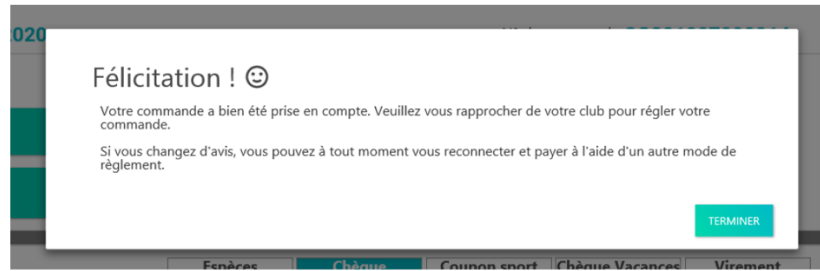 2020
Félicitation ! ☺
Votre commande a bien été prise en compte. Veuillez vous rapprocher de votre club pour régler votre
commande.
Si vous changez d'avis, vous pouvez à tout moment vous reconnecter et payer à l'aide d'un autre mode de
règlement.
TERMINER
Espèces Chèque Coupon sport Chèque Vacances Virement